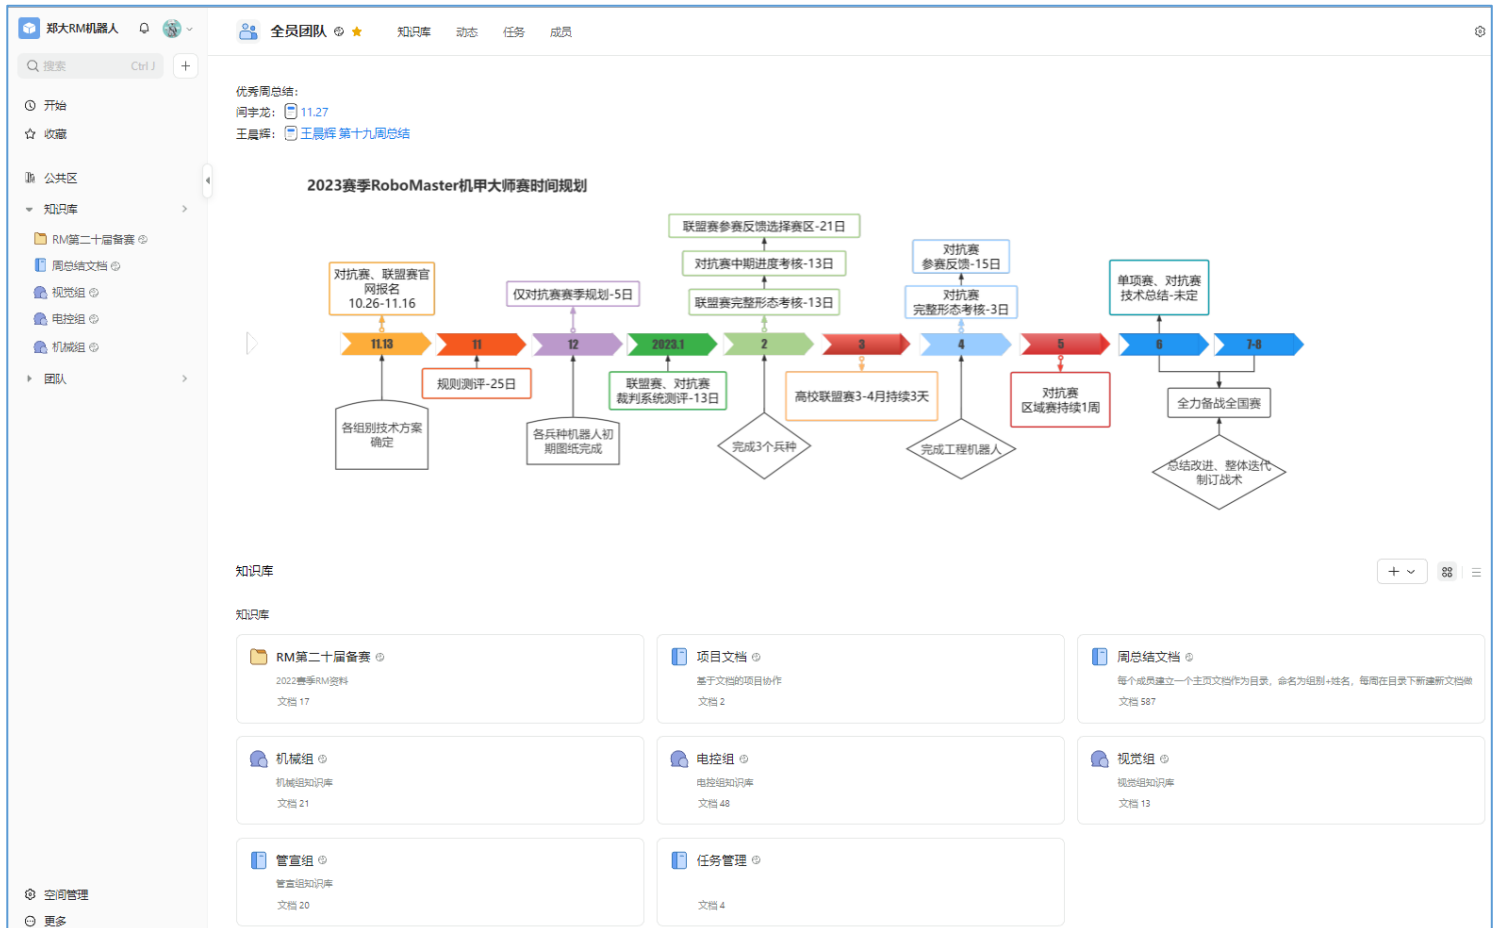 郑大RM机器人
搜索 Ctrl J
开始
收藏
公共区
知识库
RM第二十届备赛
周总结文档
视觉组
电控组
机械组
团队
空间管理
更多
全员团队 知识库 动态 任务 成员
优秀周总结：
闫宇龙： 11.27
王晨辉： 王晨辉 第十九周总结
2023赛季RoboMaster机甲大师赛时间规划
对抗赛、联盟赛官
网报名
10.26-11.16
仅对抗赛赛季规划-5日
联盟赛参赛反馈选择赛区-21日
对抗赛中期进度考核-13日
联盟赛完整形态考核-13日
对抗赛
参赛反馈-15日
对抗赛
完整形态考核-3日
单项赛、对抗赛
技术总结-未定
11.13 11 12 2023.1 2 3 4 5 6 7-8
规则测评-25日
联盟赛、对抗赛
裁判系统测评-13日
高校联盟赛3-4月持续3天
对抗赛
区域赛持续1周
全力备战全国赛
各组别技术方案
确定
各兵种机器人初
期图纸完成
完成3个兵种
完成工程机器人
总结改进、整体迭代
制订战术
知识库
知识库
RM第二十届备赛
2022赛季RM资料
文档 17
项目文档
基于文档的项目协作
文档 2
周总结文档
每个成员建立一个主页文档作为目录，命名为组别+姓名，每周在目录下新建新文档做
文档 587
机械组
机械组知识库
文档 21
电控组
电控组知识库
文档 48
视觉组
视觉组知识库
文档 13
管宣组
管宣组知识库
文档 20
任务管理
文档 4